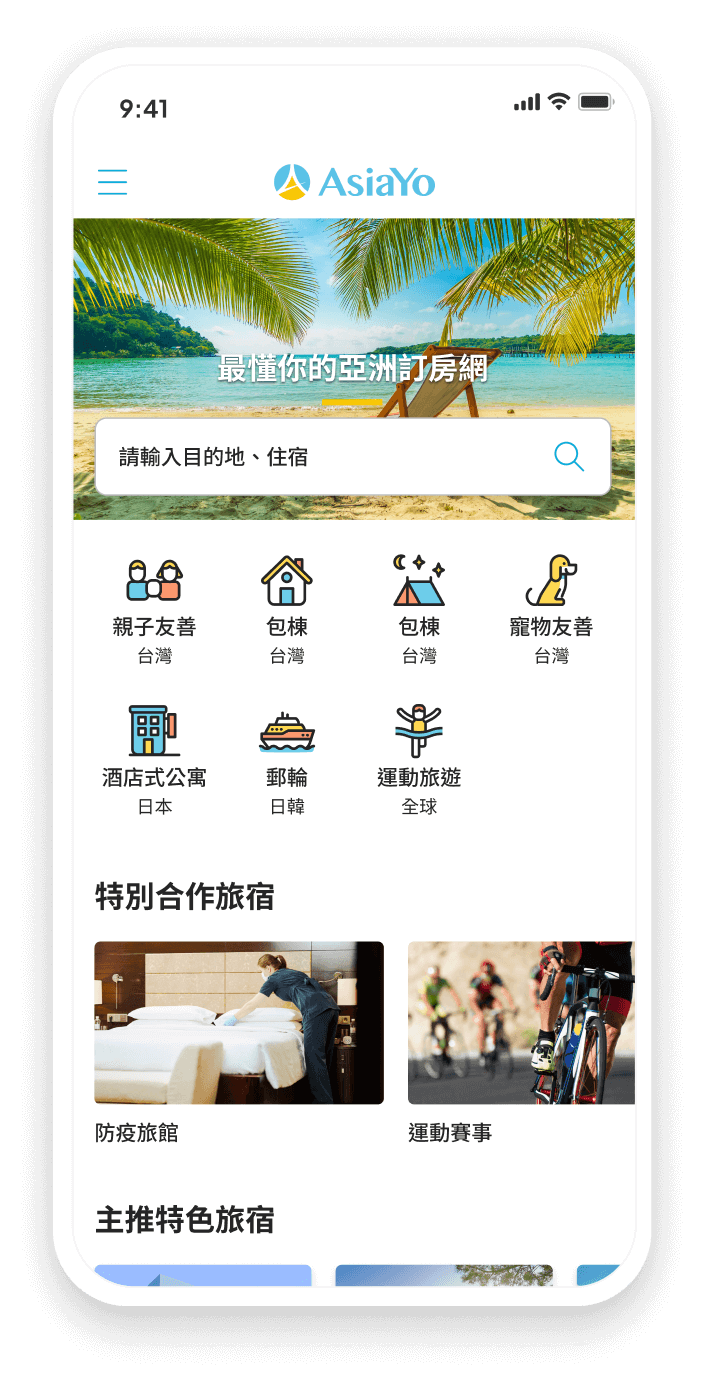 9:41
AsiaYo
最懂你的亞洲訂房網
請輸入目的地、住宿
親子友善
台灣
包棟
台灣
包棟
台灣
寵物友善
台灣
酒店式公寓
日本
郵輪
日韓
運動旅遊
全球
特別合作旅宿
防疫旅館
運動賽事
主推特色旅宿